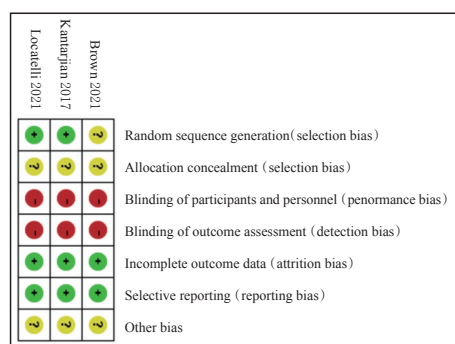 Locatelli 2021
Kantarjian 2017
Brown 2021
+ + ? Random sequence generation(selection bias)
? ? ? Allocation concealment (selection bias)
- - - Blinding of participants and personnel (penormance bias)
- - - Blinding of outcome assessment (detection bias)
+ + + Incomplete outcome data (attrition bias)
+ + + Selective reporting (reporting bias)
? ? ? Other bias